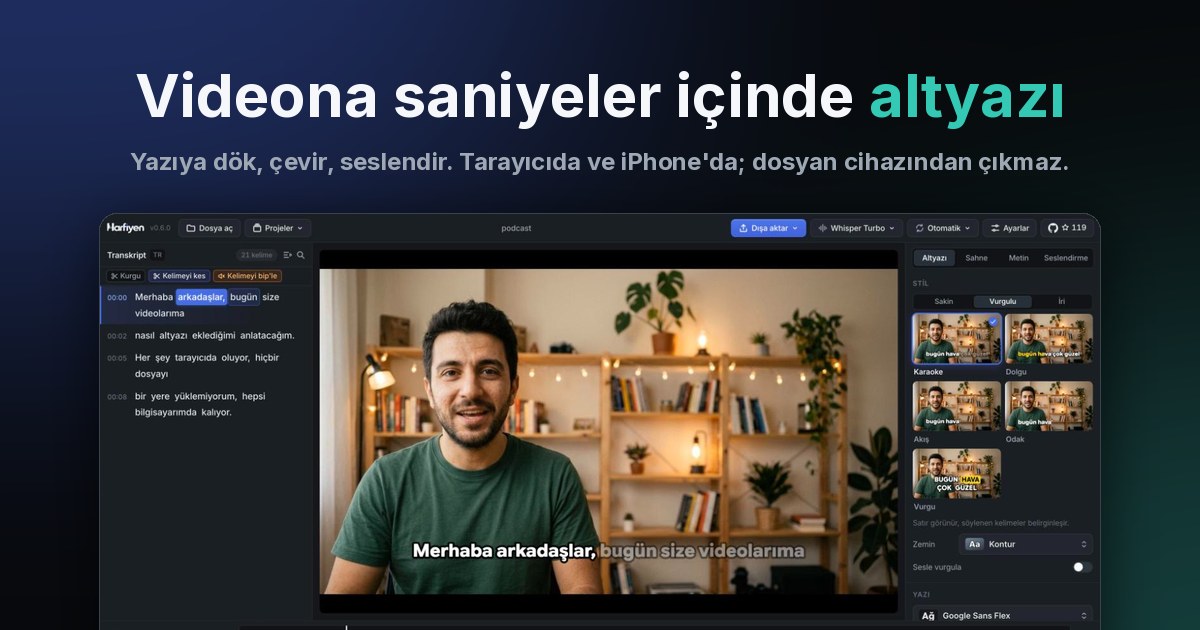 Videona saniyeler içinde altyazı
Yazıya dök, çevir, seslendir. Tarayıcıda ve iPhone'da; dosyan cihazından çıkmaz.
Harfiyen v0.6.0 Dosya aç Projeler podcast Dışa aktar Whisper Turbo Otomatik Ayarlar 119
Transkript TR 21 kelime
Kurgu Kelimeyi kes Kelimeyi bip'le
00:00 Merhaba arkadaşlar, bugün size
videolarıma
00:02 nasıl altyazı eklediğimi anlatacağım.
00:05 Her şey tarayıcıda oluyor, hiçbir
dosyayı
00:08 bir yere yüklemiyorum, hepsi
bilgisayarımda kalıyor.
Merhaba arkadaşlar, bugün size videolarıma
Altyazı Sahne Metin Seslendirme
STİL
Sakin Vurgulu İri
bugün hava çok güzel bugün hava çok güzel
Karaoke Dolgu
bugün hava bugün hava
Akış Odak
BUGÜN HAVA
ÇOK GÜZEL
Vurgu
Satır görünür, söylenen kelimeler belirginleşir.
Zemin Aa Kontur
Sesle vurgula
YAZI
Ağ Google Sans Flex